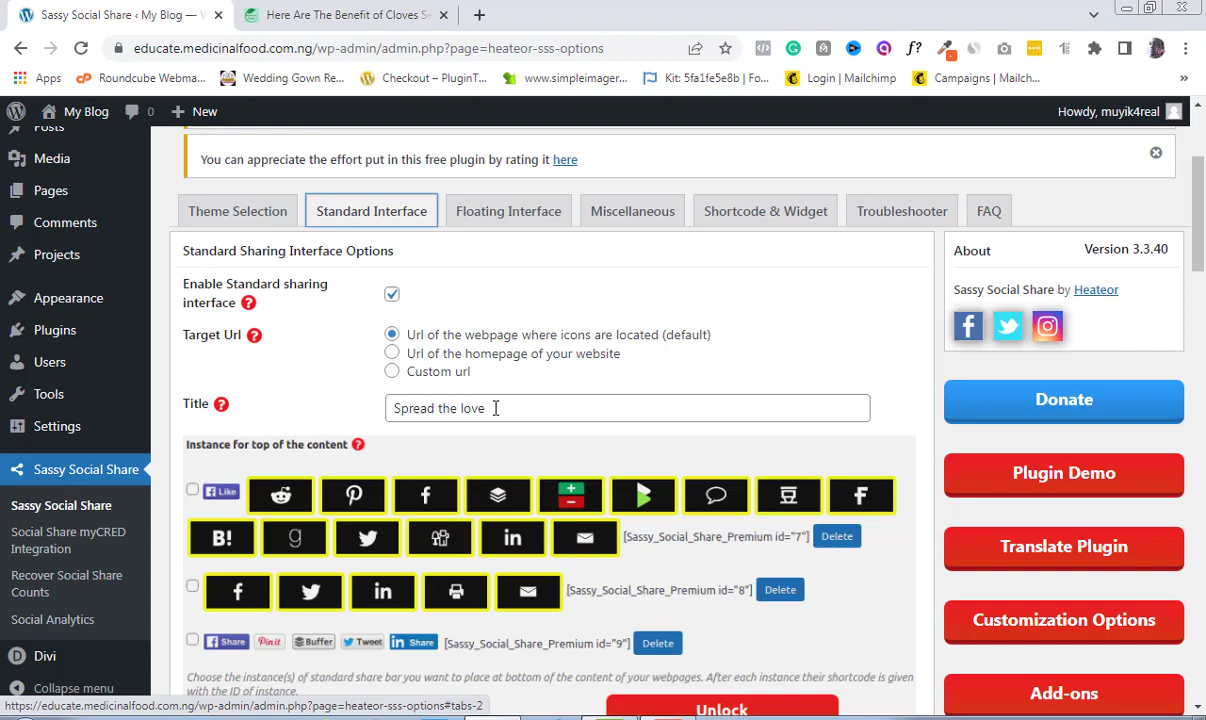 Sassy Social Share ‹ My Blog — W
Here Are The Benefit of Cloves Se
educate.medicinalfood.com.ng/wp-admin/admin.php?page=heateor-sss-options
Apps
Roundcube Webma...
Wedding Gown Re...
Checkout – PluginT...
www.simpleimager...
Kit: 5fa1fe5e8b | Fo...
Login | Mailchimp
Campaigns | Mailch...
My Blog
0
New
Howdy, muyik4real
Posts
Media
Pages
Comments
Projects
Appearance
Plugins
Users
Tools
Settings
Sassy Social Share
Sassy Social Share
Social Share myCRED
Integration
Recover Social Share
Counts
Social Analytics
Divi
Collapse menu
You can appreciate the effort put in this free plugin by rating it here
Theme Selection
Standard Interface
Floating Interface
Miscellaneous
Shortcode & Widget
Troubleshooter
FAQ
Standard Sharing Interface Options
Enable Standard sharing
interface
Target Url
Url of the webpage where icons are located (default)
Url of the homepage of your website
Custom url
Title
Spread the love
Instance for top of the content
Like
B!
[Sassy_Social_Share_Premium id="7"]
Delete
[Sassy_Social_Share_Premium id="8"]
Delete
Share
Pin it
Buffer
Tweet
Share
[Sassy_Social_Share_Premium id="9"]
Delete
Choose the instance(s) of standard share bar you want to place at bottom of the content of your webpages. After each instance their shortcode is given
with the ID of instance.
Unlock
About
Version 3.3.40
Sassy Social Share by Heateor
Donate
Plugin Demo
Translate Plugin
Customization Options
Add-ons
https://educate.medicinalfood.com.ng/wp-admin/admin.php?page=heateor-sss-options#tabs-2